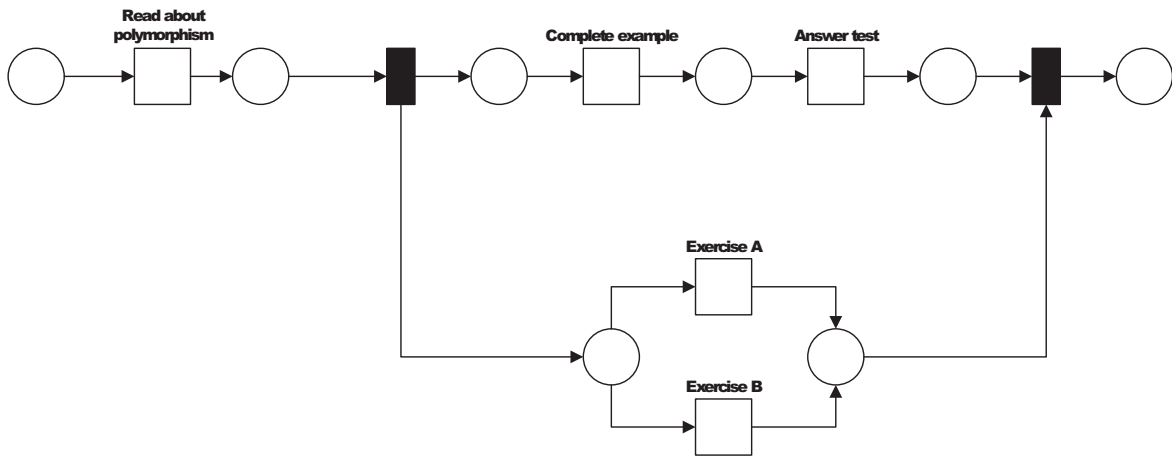 Read about
polymorphism
Complete example
Answer test
Exercise A
Exercise B